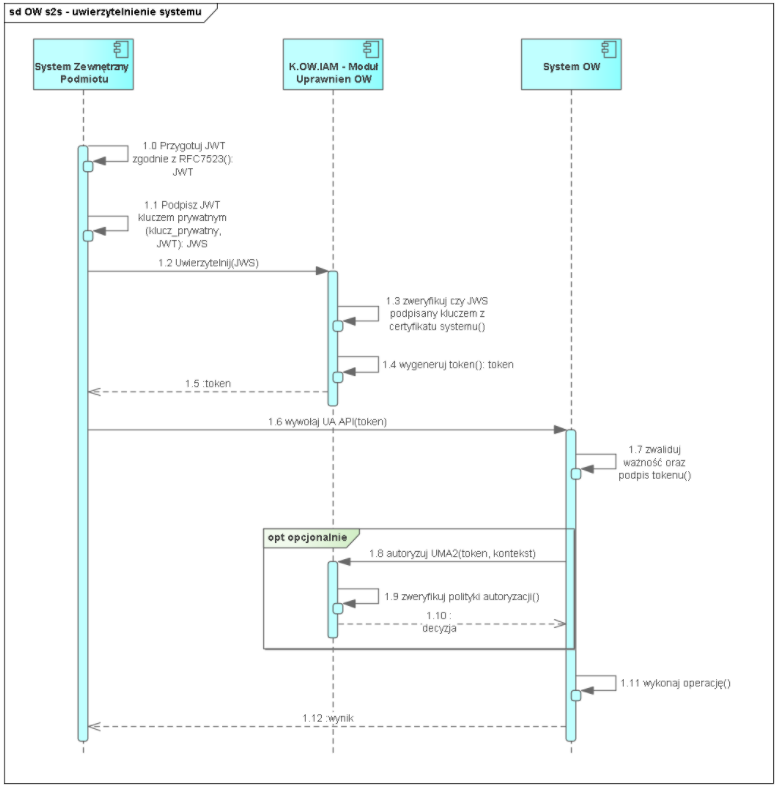 sd OW s2s - uwierzytelnienie systemu
System Zewnętrzny
Podmiotu
K.OW.IAM - Moduł
Uprawnien OW
System OW
1.0 Przygotuj JWT
zgodnie z RFC7523():
JWT
1.1 Podpisz JWT
kluczem prywatnym
(klucz_prywatny,
JWT): JWS
1.2 Uwierzytelnij(JWS)
1.3 zweryfikuj czy JWS
podpisany kluczem z
certyfikatu systemu()
1.4 wygeneruj token(): token
1.5 :token
1.6 wywołaj UA API(token)
1.7 zwaliduj
ważność oraz
podpis tokenu()
opt opcjonalnie
1.8 autoryzuj UMA2(token, kontekst)
1.9 zweryfikuj polityki autoryzacji()
1.10 :
decyzja
1.11 wykonaj operację()
1.12 :wynik